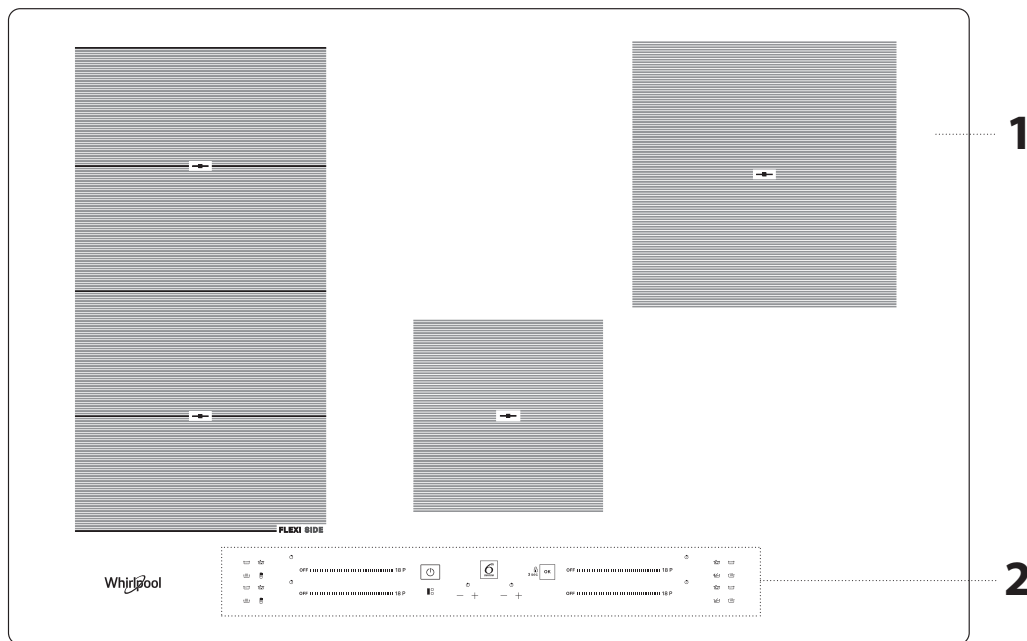 1
FLEXI SIDE
Whirlpool
OFF 18 P
6
3 sec
OK
OFF 18 P
OFF 18 P
OFF 18 P
2